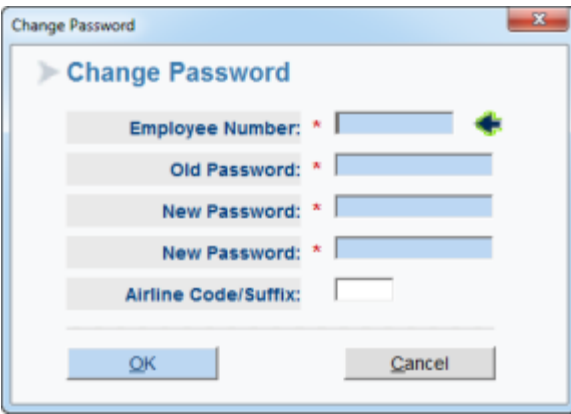 Change Password
Change Password
Employee Number: *
Old Password: *
New Password: *
New Password: *
Airline Code/Suffix:
OK Cancel